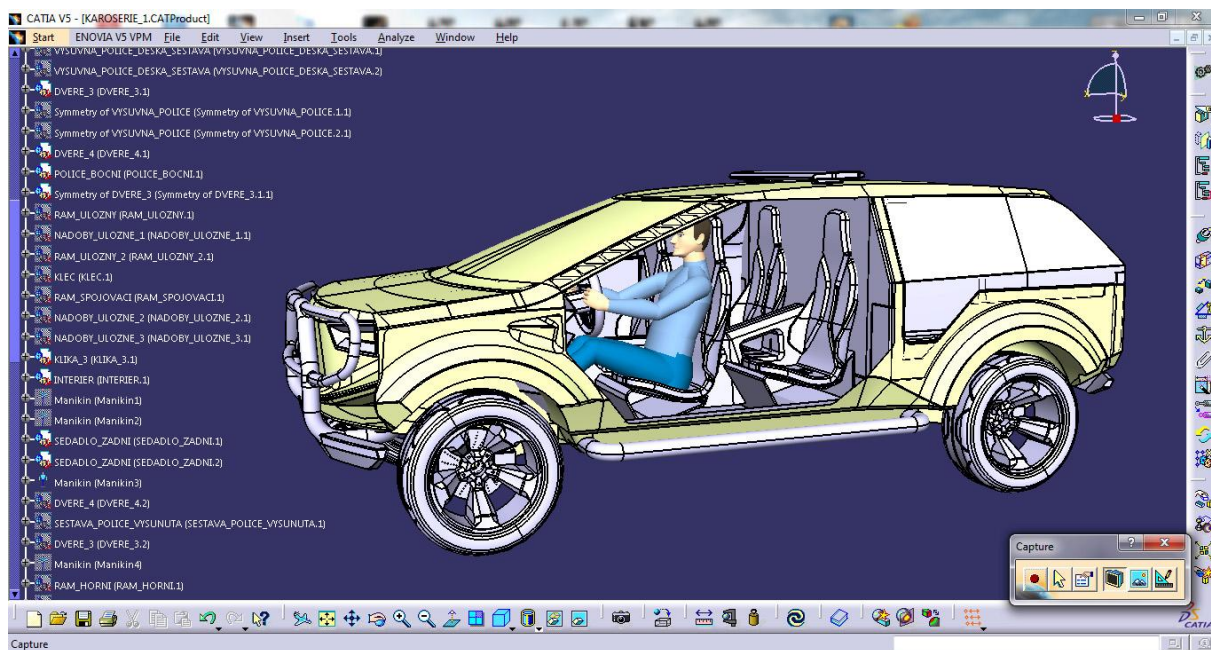 CATIA V5 - [KAROSERIE_1.CATProduct]
Start ENOVIA V5 VPM File Edit View Insert Tools Analyze Window Help
VYSUVNA_POLICE_DESKA_SESTAVA (VYSUVNA_POLICE_DESKA_SESTAVA.1)
VYSUVNA_POLICE_DESKA_SESTAVA (VYSUVNA_POLICE_DESKA_SESTAVA.2)
DVERE_3 (DVERE_3.1)
Symmetry of VYSUVNA_POLICE (Symmetry of VYSUVNA_POLICE.1.1)
Symmetry of VYSUVNA_POLICE (Symmetry of VYSUVNA_POLICE.2.1)
DVERE_4 (DVERE_4.1)
POLICE_BOCNI (POLICE_BOCNI.1)
Symmetry of DVERE_3 (Symmetry of DVERE_3.1.1)
RAM_ULOZNY (RAM_ULOZNY.1)
NADOBY_ULOZNE_1 (NADOBY_ULOZNE_1.1)
RAM_ULOZNY_2 (RAM_ULOZNY_2.1)
KLEC (KLEC.1)
RAM_SPOJOVACI (RAM_SPOJOVACI.1)
NADOBY_ULOZNE_2 (NADOBY_ULOZNE_2.1)
NADOBY_ULOZNE_3 (NADOBY_ULOZNE_3.1)
KLIKA_3 (KLIKA_3.1)
INTERIER (INTERIER.1)
Manikin (Manikin1)
Manikin (Manikin2)
SEDADLO_ZADNI (SEDADLO_ZADNI.1)
SEDADLO_ZADNI (SEDADLO_ZADNI.2)
Manikin (Manikin3)
DVERE_4 (DVERE_4.2)
SESTAVA_POLICE_VYSUNUTA (SESTAVA_POLICE_VYSUNUTA.1)
DVERE_3 (DVERE_3.2)
Manikin (Manikin4)
RAM_HORNI (RAM_HORNI.1)
Capture
CATIA
Capture